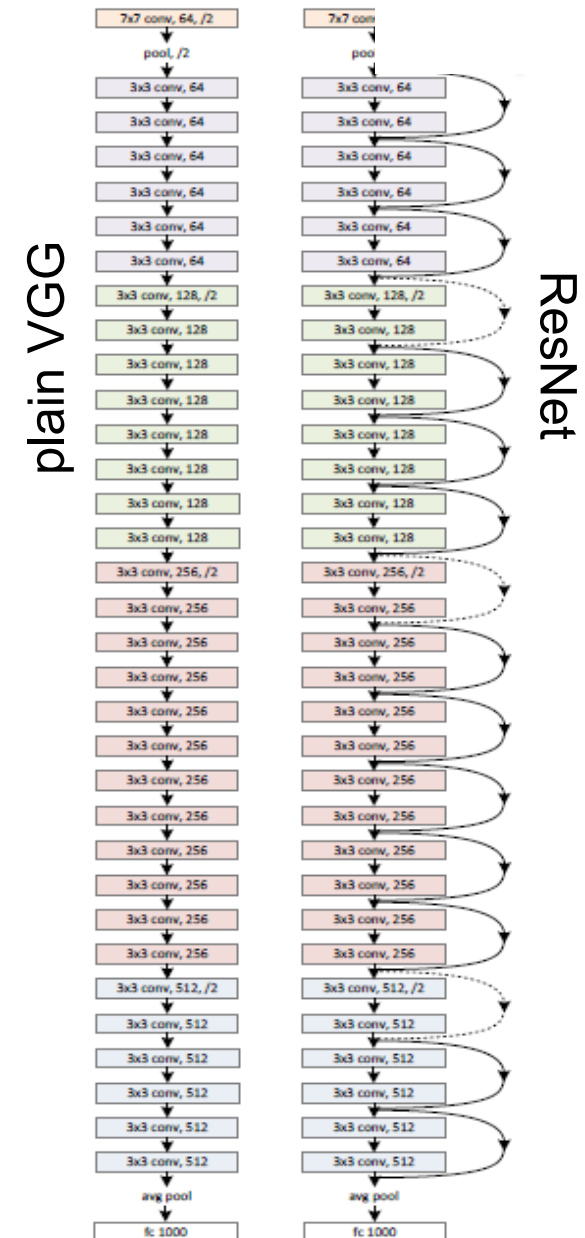 plain VGG
7x7 conv, 64, /2
pool, /2
3x3 conv, 64
3x3 conv, 64
3x3 conv, 64
3x3 conv, 64
3x3 conv, 64
3x3 conv, 64
3x3 conv, 128, /2
3x3 conv, 128
3x3 conv, 128
3x3 conv, 128
3x3 conv, 128
3x3 conv, 128
3x3 conv, 128
3x3 conv, 128
3x3 conv, 256, /2
3x3 conv, 256
3x3 conv, 256
3x3 conv, 256
3x3 conv, 256
3x3 conv, 256
3x3 conv, 256
3x3 conv, 256
3x3 conv, 256
3x3 conv, 256
3x3 conv, 256
3x3 conv, 256
3x3 conv, 512, /2
3x3 conv, 512
3x3 conv, 512
3x3 conv, 512
3x3 conv, 512
3x3 conv, 512
avg pool
fc 1000
7x7 con
pool
3x3 conv, 64
3x3 conv, 64
3x3 conv, 64
3x3 conv, 64
3x3 conv, 64
3x3 conv, 64
3x3 conv, 128, /2
3x3 conv, 128
3x3 conv, 128
3x3 conv, 128
3x3 conv, 128
3x3 conv, 128
3x3 conv, 128
3x3 conv, 128
3x3 conv, 256, /2
3x3 conv, 256
3x3 conv, 256
3x3 conv, 256
3x3 conv, 256
3x3 conv, 256
3x3 conv, 256
3x3 conv, 256
3x3 conv, 256
3x3 conv, 256
3x3 conv, 256
3x3 conv, 256
3x3 conv, 512, /2
3x3 conv, 512
3x3 conv, 512
3x3 conv, 512
3x3 conv, 512
3x3 conv, 512
avg pool
fc 1000
ResNet